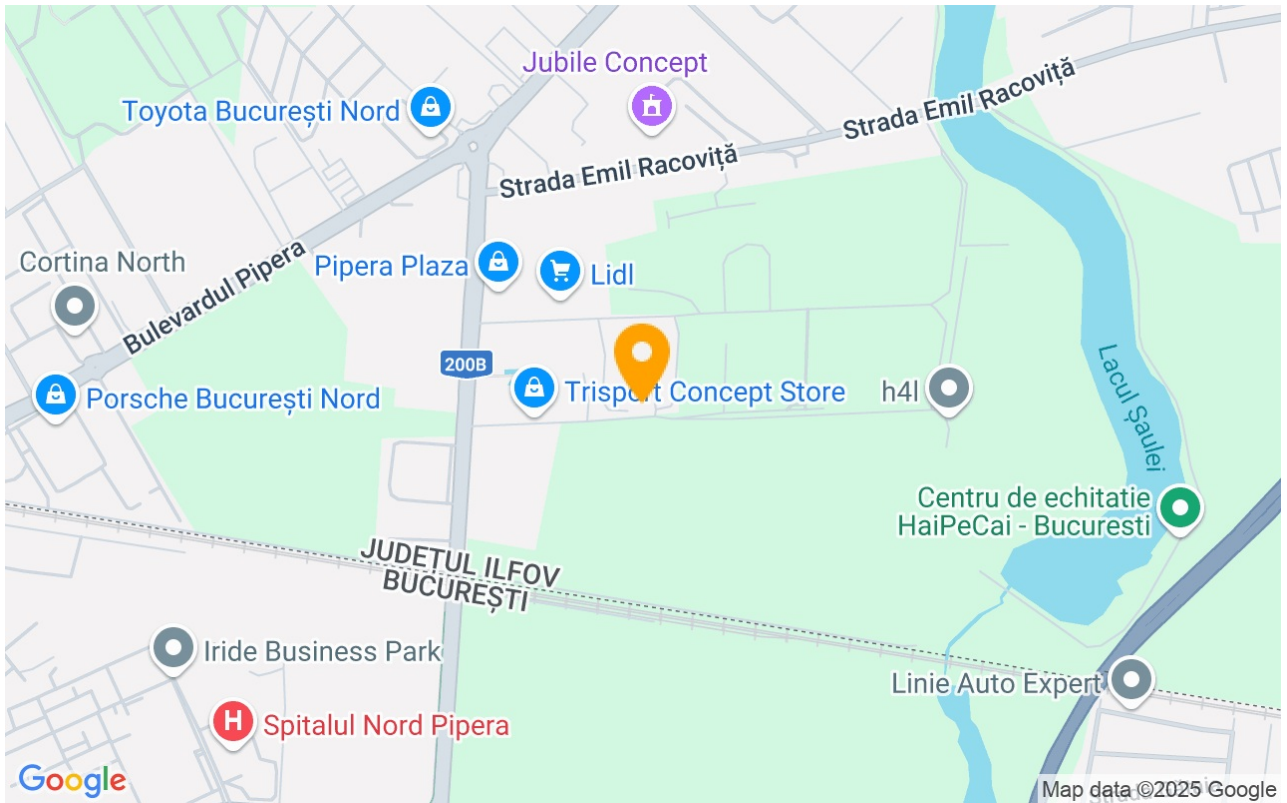 Jubile Concept
Toyota București Nord
Strada Emil Racoviță
Strada Emil Racoviță
Cortina North
Bulevardul Pipera
Pipera Plaza
Lidl
200B
Trisport Concept Store
h4l
Porsche București Nord
Lacul Șaulei
Centru de echitatie
HaiPeCai - Bucuresti
JUDEȚUL ILFOV
BUCUREȘTI
Iride Business Park
Linie Auto Expert
Spitalul Nord Pipera
Google
Map data ©2025 Google